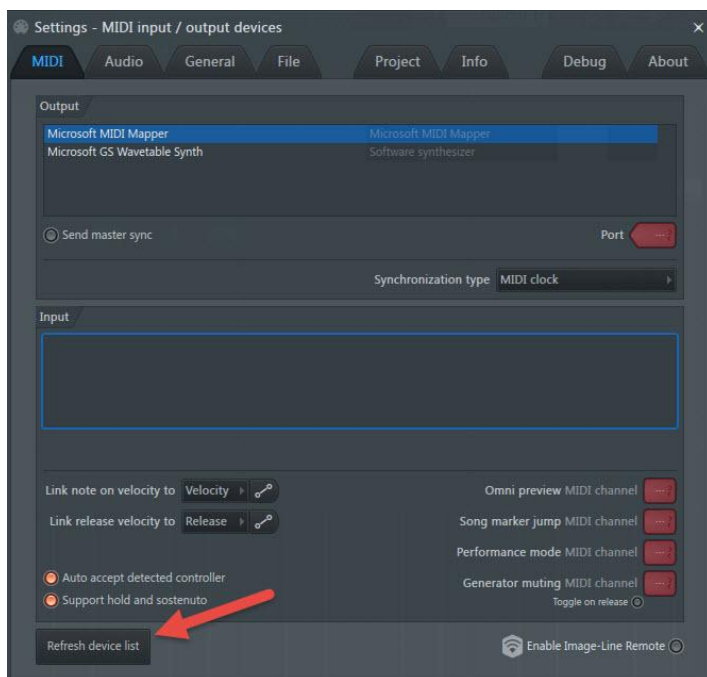 Settings - MIDI input / output devices
MIDI Audio General File Project Info Debug About
Output
Microsoft MIDI Mapper Microsoft MIDI Mapper
Microsoft GS Wavetable Synth Software synthesizer
Send master sync Port ---
Synchronization type MIDI clock
Input
Link note on velocity to Velocity Omni preview MIDI channel ---
Link release velocity to Release Song marker jump MIDI channel ---
Performance mode MIDI channel ---
Auto accept detected controller Generator muting MIDI channel ---
Support hold and sostenuto Toggle on release
Refresh device list Enable Image-Line Remote